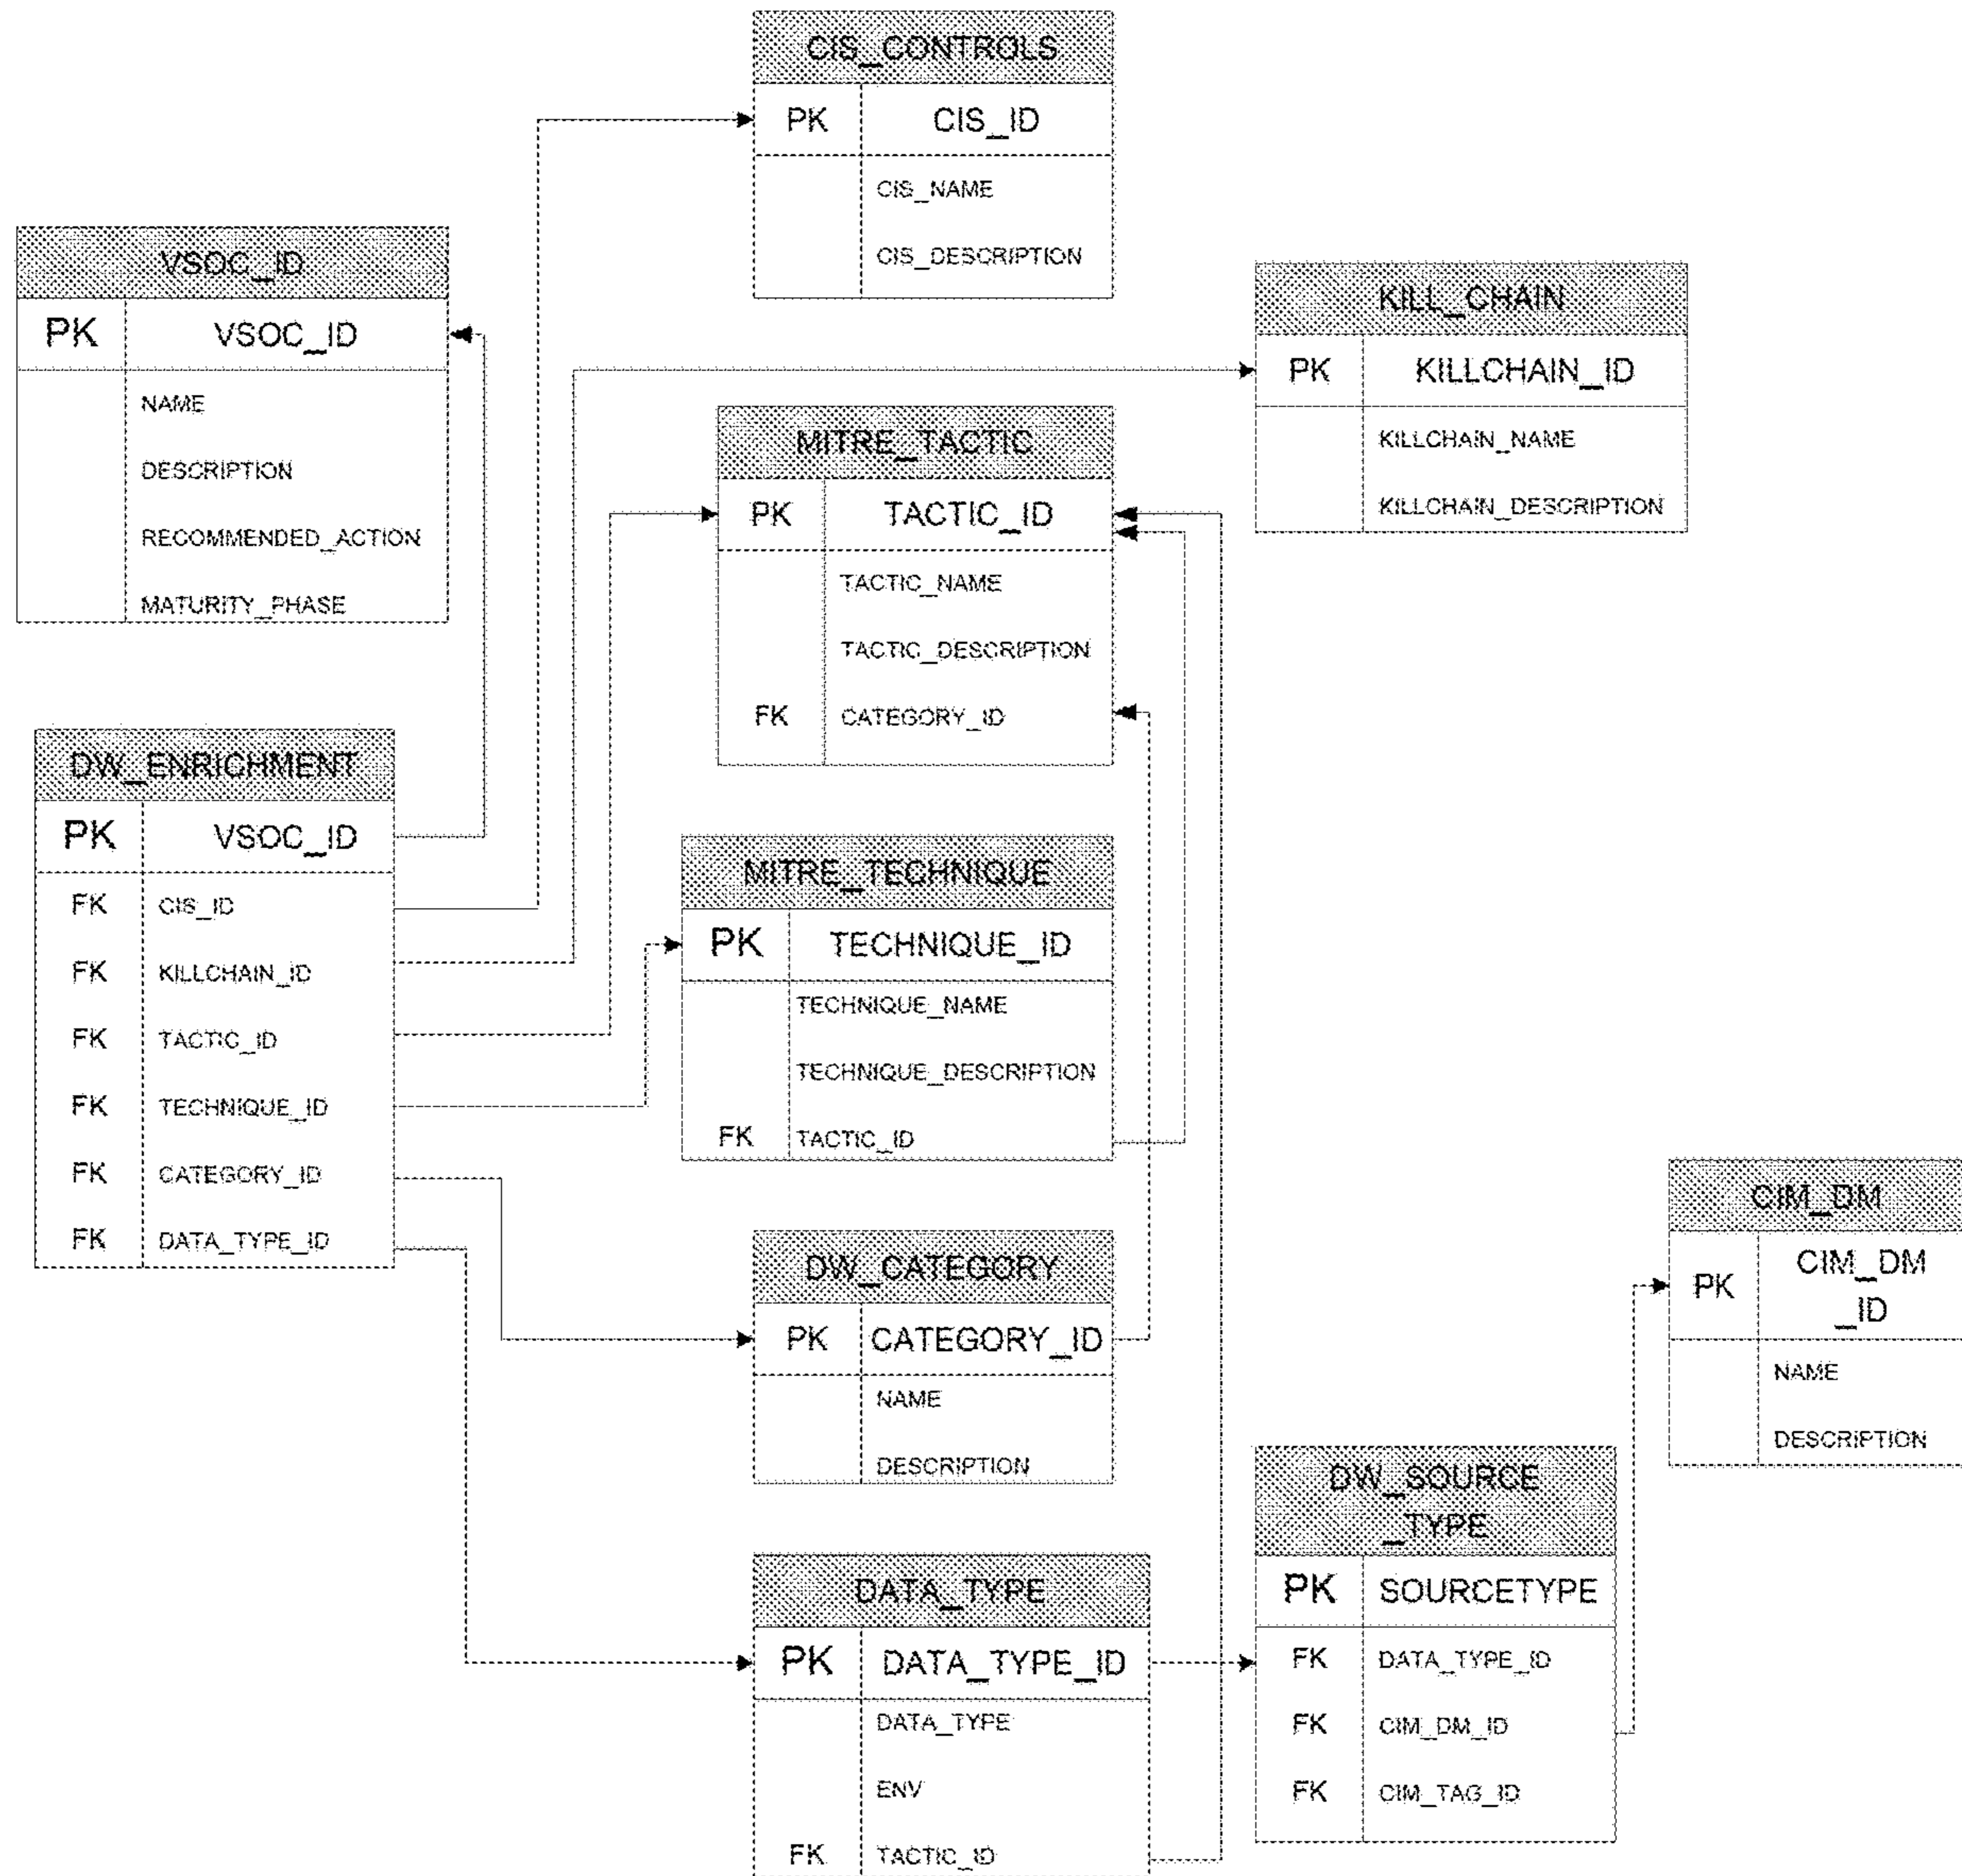 CIS_CONTROLS
PK CIS_ID
CIS_NAME
CIS_DESCRIPTION
VSOC_ID
PK VSOC_ID
NAME
DESCRIPTION
RECOMMENDED_ACTION
MATURITY_PHASE
KILL_CHAIN
PK KILLCHAIN_ID
KILLCHAIN_NAME
KILLCHAIN_DESCRIPTION
MITRE_TACTIC
PK TACTIC_ID
TACTIC_NAME
TACTIC_DESCRIPTION
FK CATEGORY_ID
DW_ENRICHMENT
PK VSOC_ID
FK CIS_ID
FK KILLCHAIN_ID
FK TACTIC_ID
FK TECHNIQUE_ID
FK CATEGORY_ID
FK DATA_TYPE_ID
MITRE_TECHNIQUE
PK TECHNIQUE_ID
TECHNIQUE_NAME
TECHNIQUE_DESCRIPTION
FK TACTIC_ID
DW_CATEGORY
PK CATEGORY_ID
NAME
DESCRIPTION
CIM_DM
PK CIM_DM
_ID
NAME
DESCRIPTION
DATA_TYPE
PK DATA_TYPE_ID
DATA_TYPE
ENV
FK TACTIC_ID
DW_SOURCE
_TYPE
PK SOURCETYPE
FK DATA_TYPE_ID
FK CIM_DM_ID
FK CIM_TAG_ID